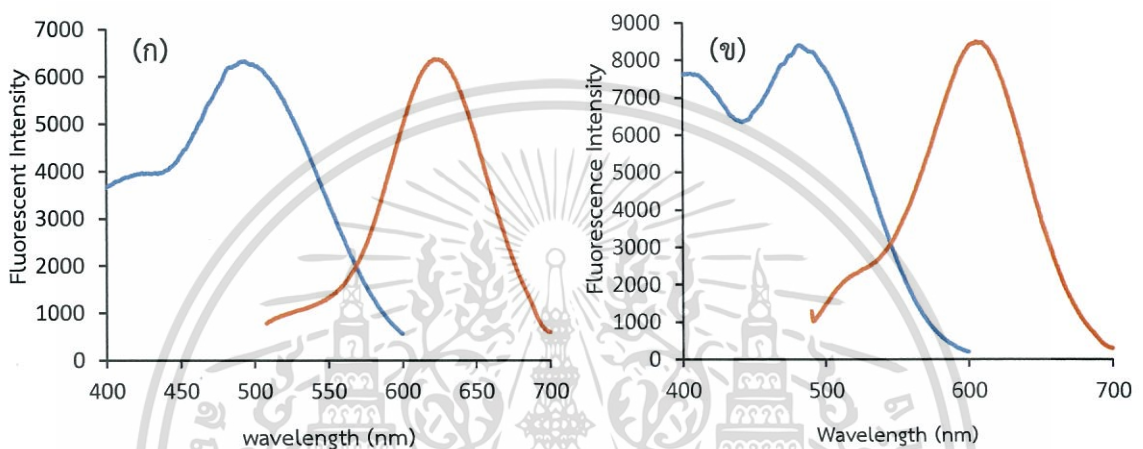 (ก)
Fluorescent Intensity
7000
6000
5000
4000
3000
2000
1000
0
400 450 500 550 600 650 700
wavelength (nm)
(ข)
Fluorescence Intensity
9000
8000
7000
6000
5000
4000
3000
2000
1000
0
400 500 600 700
Wavelength (nm)